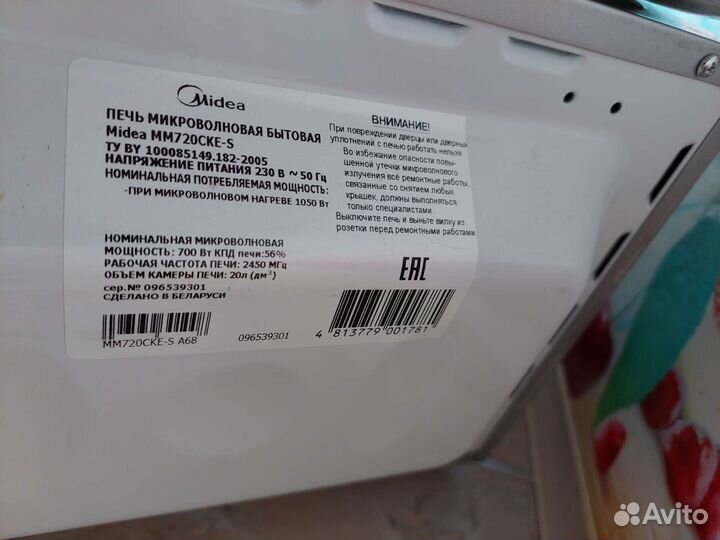 Midea
ПЕЧЬ МИКРОВОЛНОВАЯ БЫТОВАЯ
Midea MM720CKE-S
ТУ BY 100085149.182-2005
НАПРЯЖЕНИЕ ПИТАНИЯ 230 В ~ 50 Гц
НОМИНАЛЬНАЯ ПОТРЕБЛЯЕМАЯ МОЩНОСТЬ:
-ПРИ МИКРОВОЛНОВОМ НАГРЕВЕ 1050 Вт
НОМИНАЛЬНАЯ МИКРОВОЛНОВАЯ
МОЩНОСТЬ: 700 Вт КПД печи:56%
РАБОЧАЯ ЧАСТОТА ПЕЧИ: 2450 МГц
ОБЪЕМ КАМЕРЫ ПЕЧИ: 20л (дм³)
сер.№ 096539301
СДЕЛАНО В БЕЛАРУСИ
MM720CKE-S A68
096539301
ВНИМАНИЕ!
При повреждении дверцы или дверных
уплотнений с печью работать нельзя.
Во избежание опасности повы-
шенной утечки микроволнового
излучения все ремонтные работы,
связанные со снятием любых
крышек, должны выполняться
только специалистами
Выключите печь и выньте вилку из
розетки перед ремонтными работами
EAC
4 813779 001781
Avito